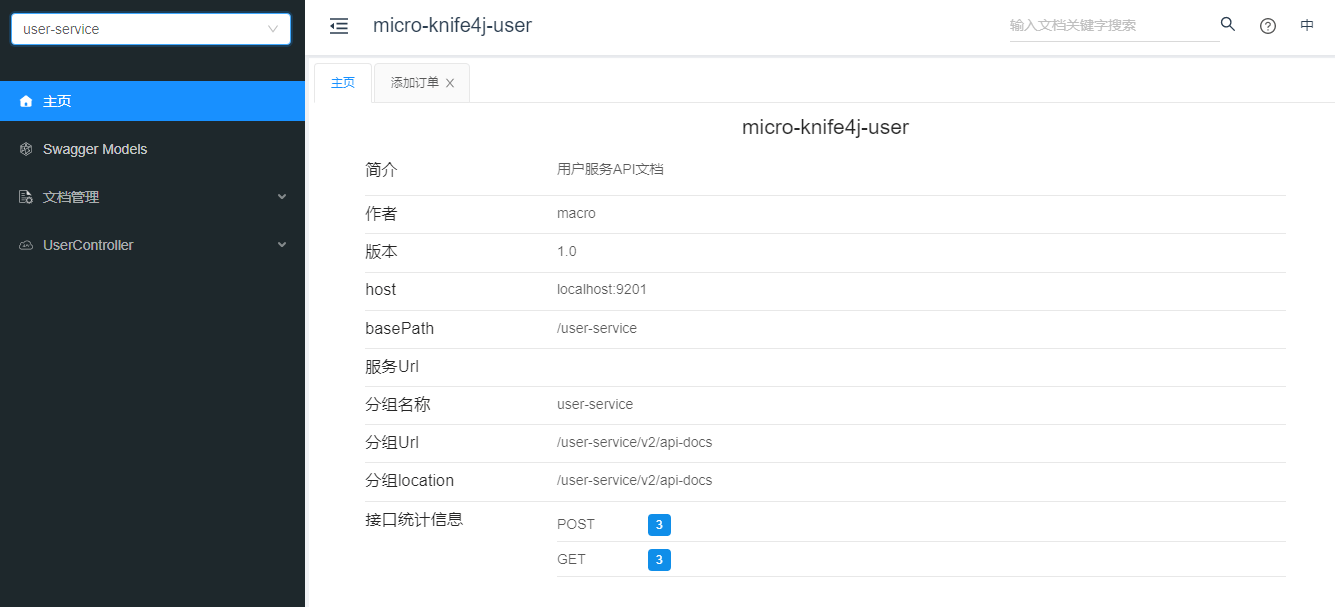 user-service
micro-knife4j-user
输入文档关键字搜索
中
主页
Swagger Models
文档管理
UserController
主页
添加订单
micro-knife4j-user
简介 用户服务API文档
作者 macro
版本 1.0
host localhost:9201
basePath /user-service
服务Url
分组名称 user-service
分组Url /user-service/v2/api-docs
分组location /user-service/v2/api-docs
接口统计信息 POST 3
GET 3